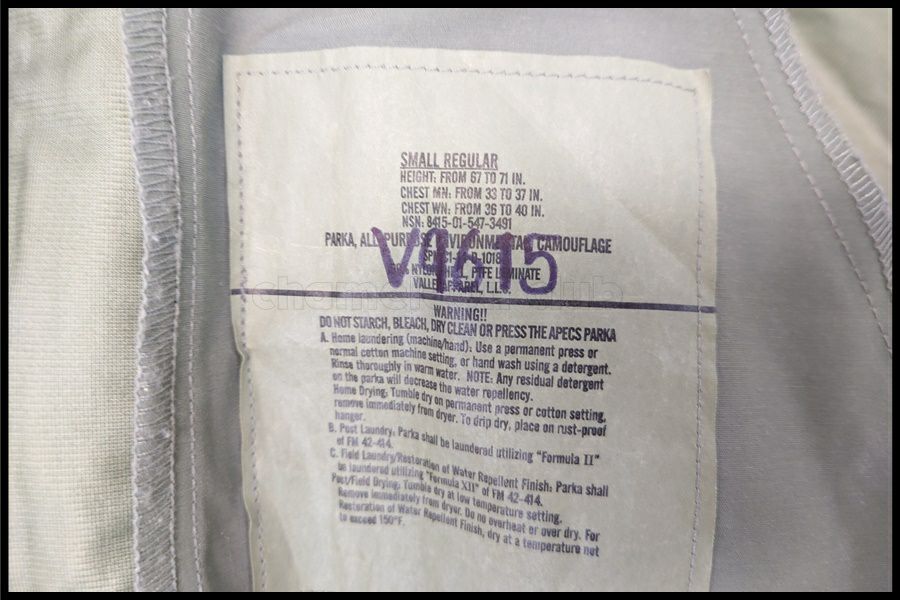 SMALL REGULAR
HEIGHT: FROM 67 TO 71 IN.
CHEST MN: FROM 33 TO 37 IN.
CHEST WN: FROM 36 TO 40 IN.
NSN: 8415-01-547-3491
PARKA, ALL PURPOSE ENVIRONMENTAL CAMOUFLAGE
V4615
NYLON PTFE LAMINATE
VALLEY APPAREL, L.L.C.
WARNING!!
DO NOT STARCH, BLEACH, DRY CLEAN OR PRESS THE APECS PARKA
A. Home laundering (machine/hand): Use a permanent press or
normal cotton machine setting, or hand wash using a detergent.
Rinse thoroughly in warm water. NOTE: Any residual detergent
on the parka will decrease the water repellency.
Home Drying: Tumble dry on permanent press or cotton setting,
remove immediately from dryer. To drip dry, place on rust-proof
hanger.
B. Post Laundry: Parka shall be laundered utilizing "Formula II"
of FM 42-414.
C. Field Laundry/Restoration of Water Repellent Finish: Parka shall
be laundered utilizing "Formula XII" of FM 42-414.
Post/Field Drying: Tumble dry at low temperature setting.
Remove immediately from dryer. Do no overheat or over dry. For
Restoration of Water Repellent Finish, dry at a temperature not
to exceed 150°F.